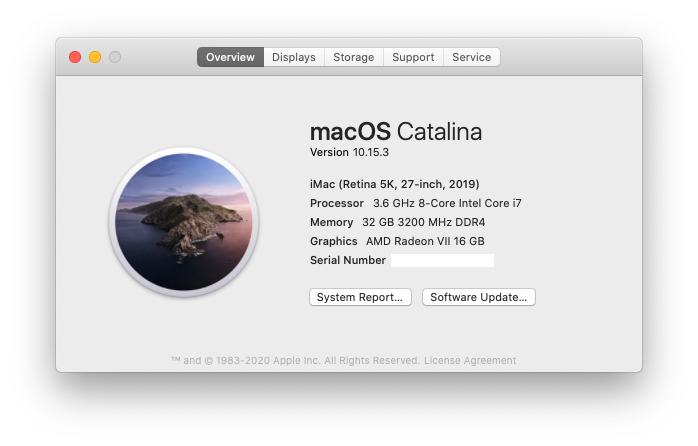 Overview Displays Storage Support Service
macOS Catalina
Version 10.15.3
iMac (Retina 5K, 27-inch, 2019)
Processor 3.6 GHz 8-Core Intel Core i7
Memory 32 GB 3200 MHz DDR4
Graphics AMD Radeon VII 16 GB
Serial Number
System Report... Software Update...
™ and © 1983-2020 Apple Inc. All Rights Reserved. License Agreement